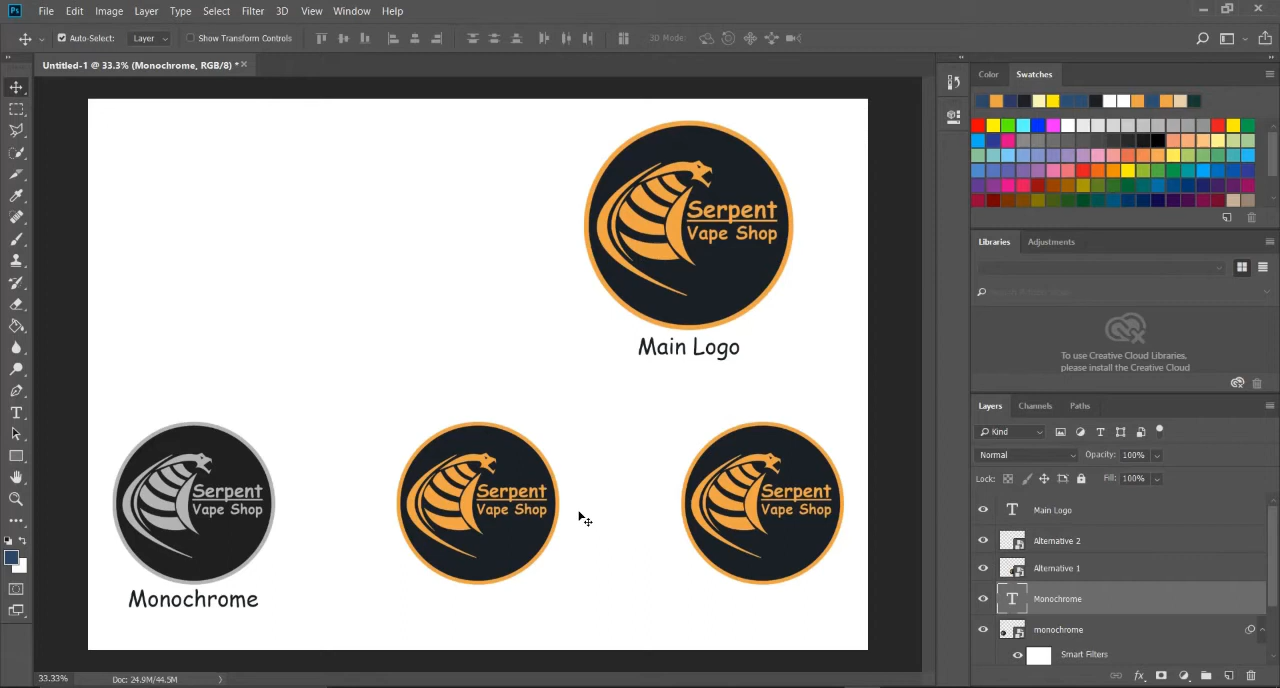 Ps File Edit Image Layer Type Select Filter 3D View Window Help
Auto-Select: Layer Show Transform Controls 3D Mode:
Untitled-1 @ 33.3% (Monochrome, RGB/8) *
Color Swatches
Serpent
Vape Shop
Main Logo
Libraries Adjustments
To use Creative Cloud Libraries,
please install the Creative Cloud
Layers Channels Paths
Kind
Normal Opacity: 100%
Lock: Fill: 100%
T Main Logo
Alternative 2
Alternative 1
T Monochrome
monochrome
Smart Filters
Serpent
Vape Shop
Monochrome
Serpent
Vape Shop
Serpent
Vape Shop
33.33% Doc: 24.9M/44.5M